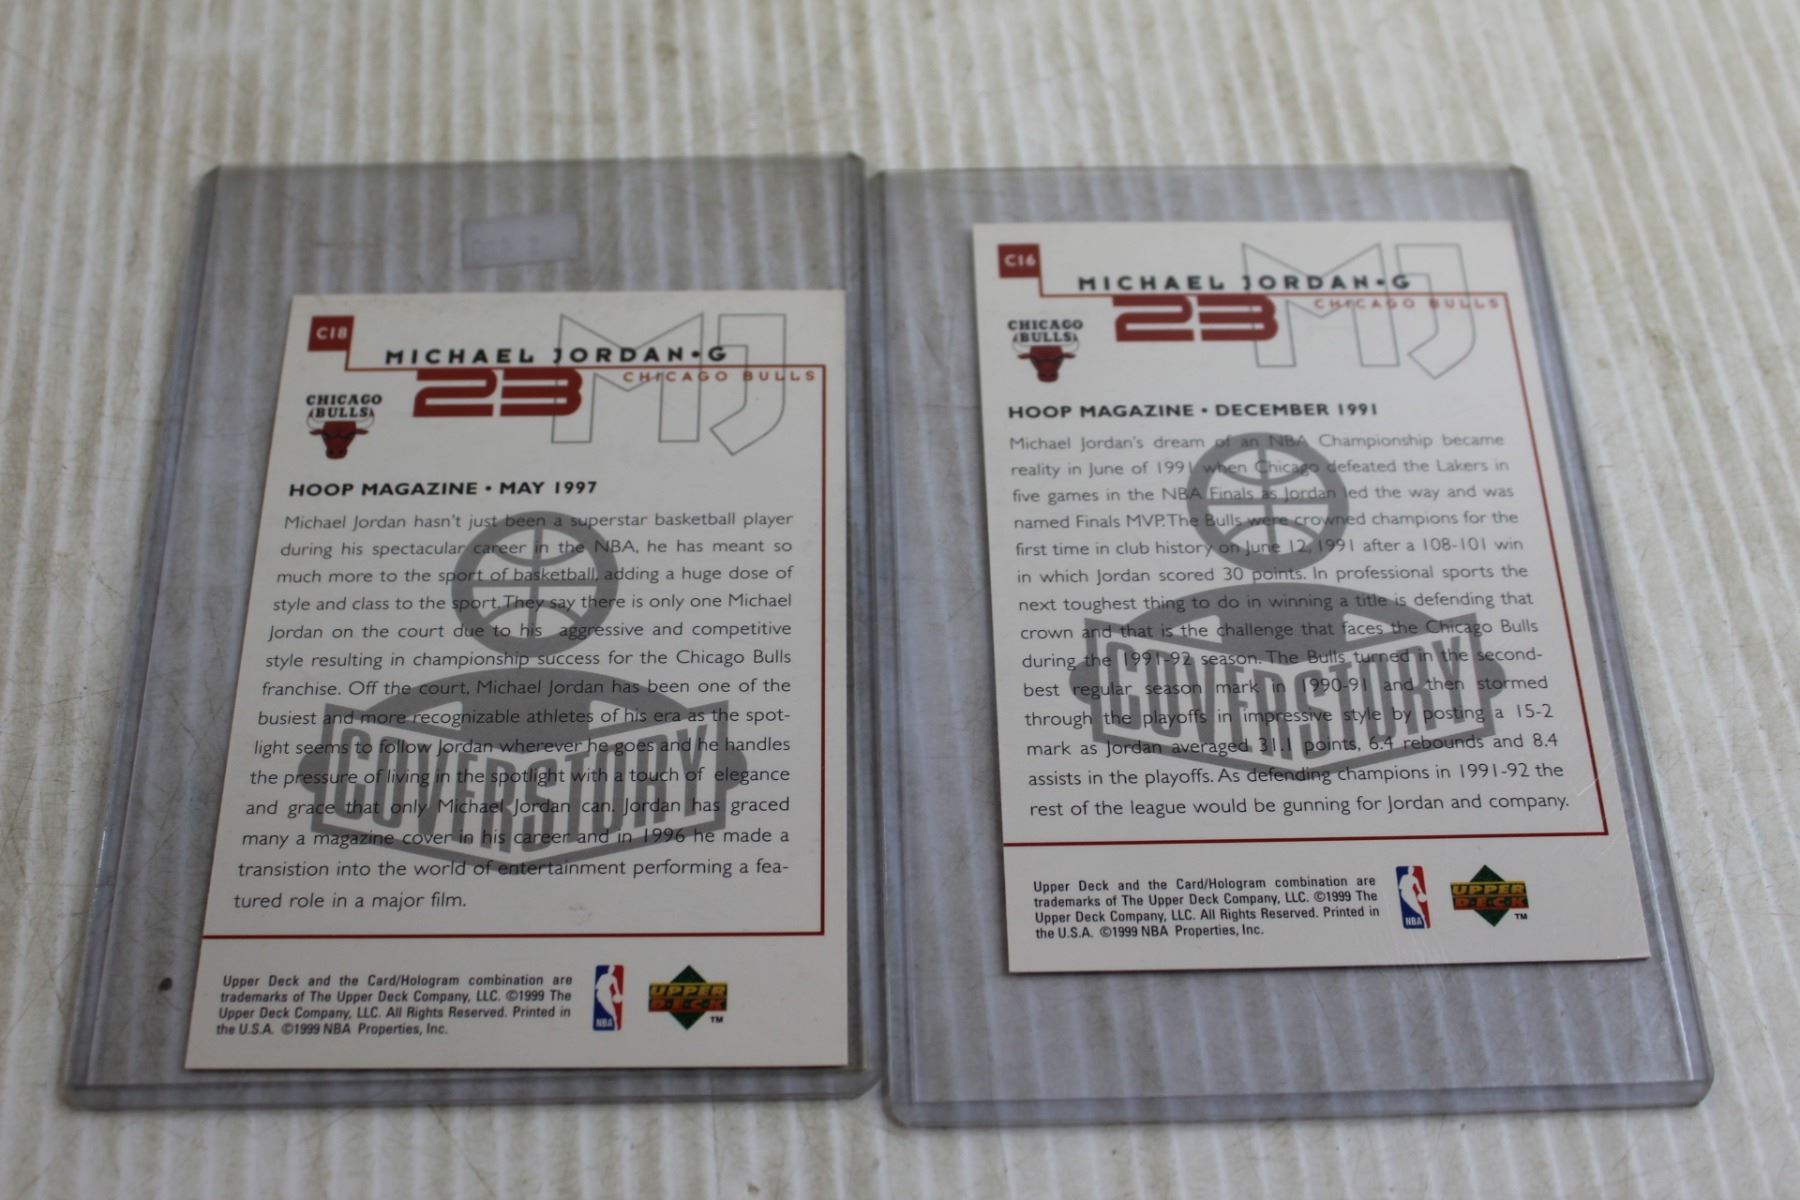 C18
MICHAEL JORDAN•G
23
CHICAGO BULLS
MJ
CHICAGO
BULLS
HOOP MAGAZINE • MAY 1997
Michael Jordan hasn't just been a superstar basketball player
during his spectacular career in the NBA, he has meant so
much more to the sport of basketball, adding a huge dose of
style and class to the sport. They say there is only one Michael
Jordan on the court due to his aggressive and competitive
style resulting in championship success for the Chicago Bulls
franchise. Off the court, Michael Jordan has been one of the
busiest and more recognizable athletes of his era as the spot-
light seems to follow Jordan wherever he goes and he handles
the pressure of living in the spotlight with a touch of elegance
and grace that only Michael Jordan can. Jordan has graced
many a magazine cover in his career and in 1996 he made a
transistion into the world of entertainment performing a fea-
tured role in a major film.
COVERSTORY
Upper Deck and the Card/Hologram combination are
trademarks of The Upper Deck Company, LLC. ©1999 The
Upper Deck Company, LLC. All Rights Reserved. Printed in
the U.S.A. ©1999 NBA Properties, Inc.
NBA
UPPER
DECK
TM
C16
MICHAEL JORDAN•G
23
CHICAGO BULLS
MJ
CHICAGO
BULLS
HOOP MAGAZINE • DECEMBER 1991
Michael Jordan's dream of an NBA Championship became
reality in June of 1991 when Chicago defeated the Lakers in
five games in the NBA Finals as Jordan led the way and was
named Finals MVP. The Bulls were crowned champions for the
first time in club history on June 12, 1991 after a 108-101 win
in which Jordan scored 30 points. In professional sports the
next toughest thing to do in winning a title is defending that
crown and that is the challenge that faces the Chicago Bulls
during the 1991-92 season. The Bulls turned in the second-
best regular season mark in 1990-91 and then stormed
through the playoffs in impressive style by posting a 15-2
mark as Jordan averaged 31.1 points, 6.4 rebounds and 8.4
assists in the playoffs. As defending champions in 1991-92 the
rest of the league would be gunning for Jordan and company.
COVERSTORY
Upper Deck and the Card/Hologram combination are
trademarks of The Upper Deck Company, LLC. ©1999 The
Upper Deck Company, LLC. All Rights Reserved. Printed in
the U.S.A. ©1999 NBA Properties, Inc.
NBA
UPPER
DECK
TM